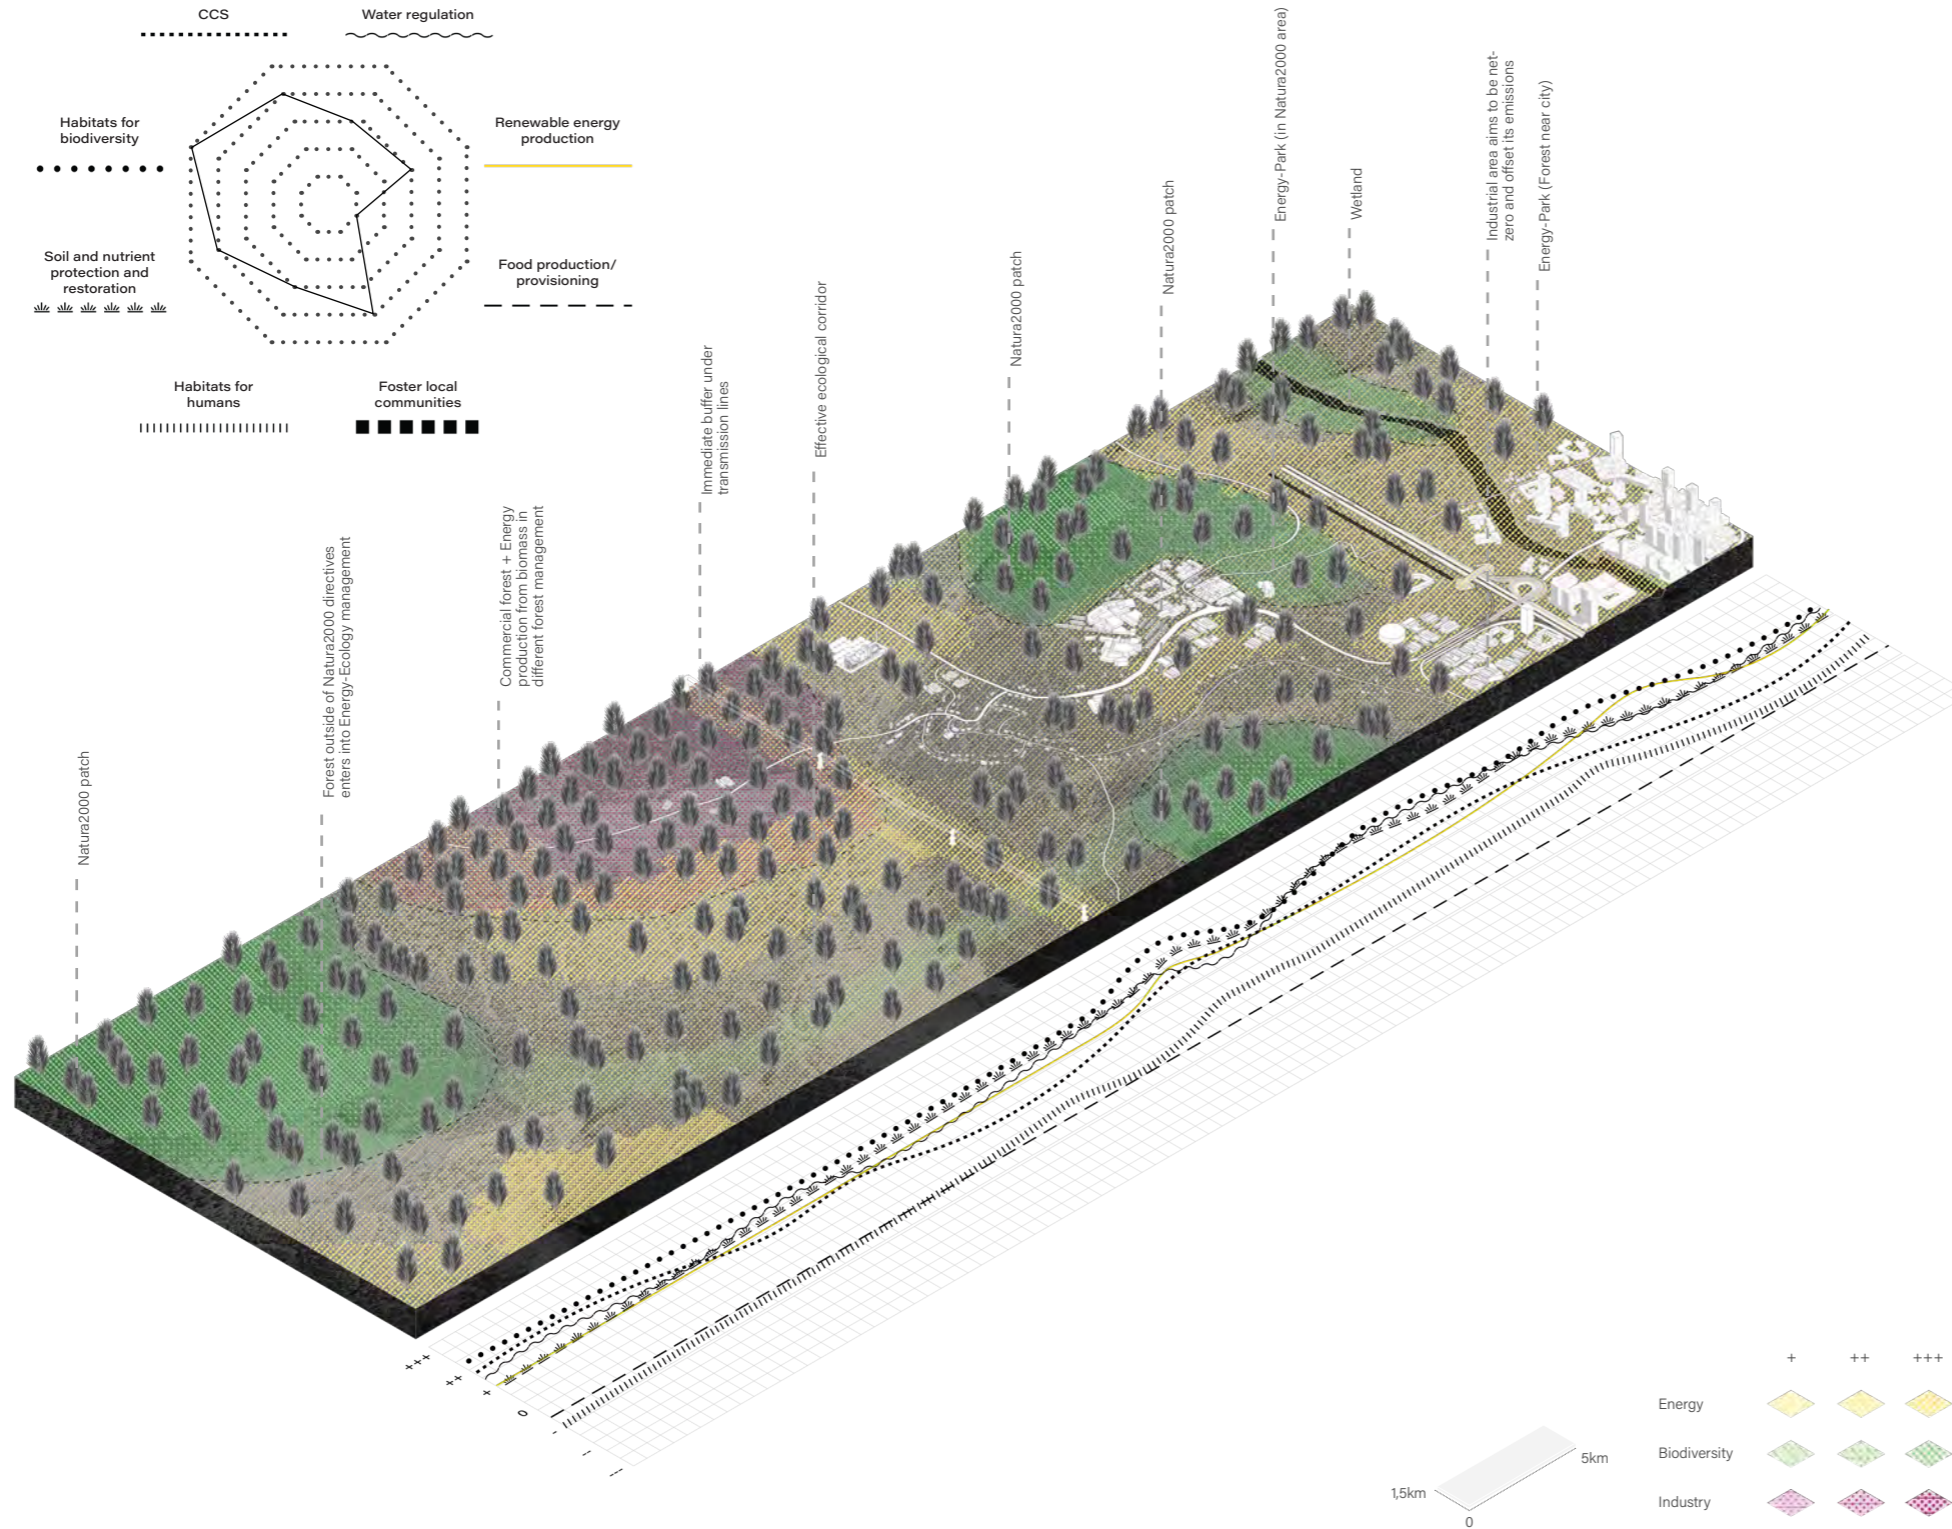 CCS
Water regulation
Habitats for
biodiversity
Renewable energy
production
Soil and nutrient
protection and
restoration
Food production/
provisioning
Habitats for
humans
Foster local
communities
Natura2000 patch
Forest outside of Natura2000 directives
enters into Energy-Ecology management
Commercial forest + Energy
production from biomass in
different forest management
Immediate buffer under
transmission lines
Effective ecological corridor
Natura2000 patch
Natura2000 patch
Energy-Park (in Natura2000 area)
Wetland
Industrial area aims to be net-
zero and offset its emissions
Energy-Park (Forest near city)
+++
++
+
0
-
--
---
1,5km
0
5km
+ ++ +++
Energy
Biodiversity
Industry